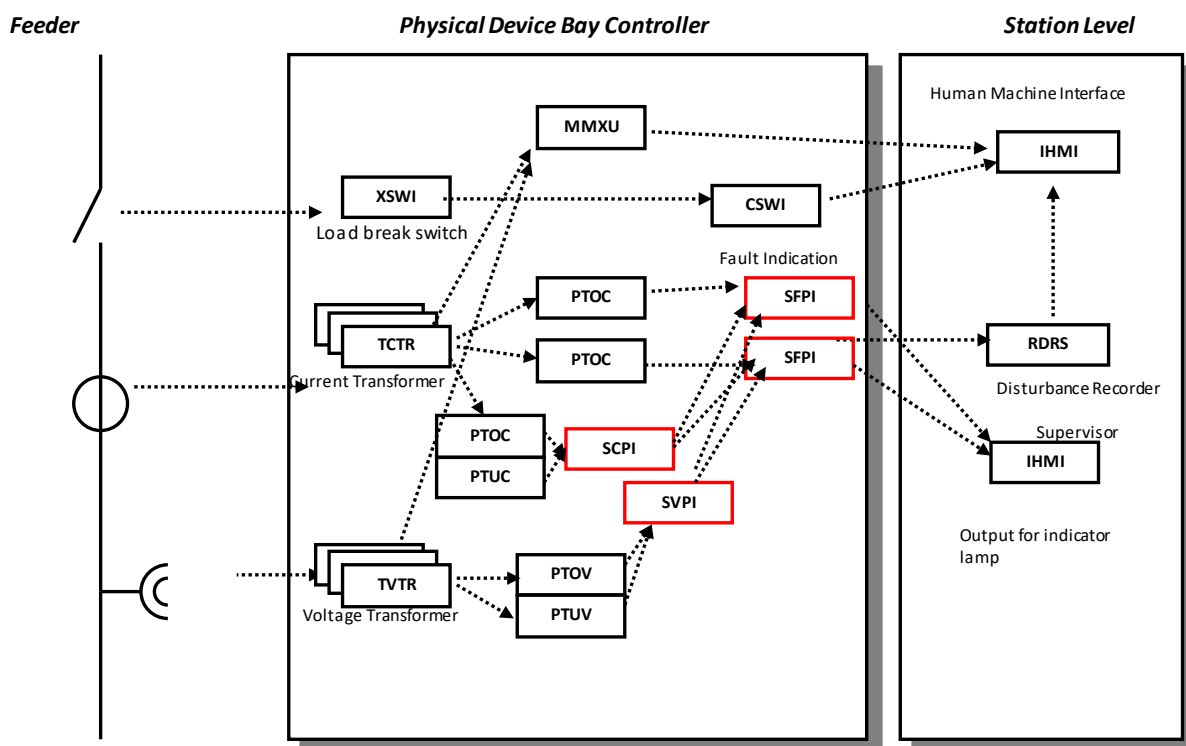 Feeder
Physical Device Bay Controller
Station Level
Human Machine Interface
MMXU
IHMI
XSWI
CSWI
Load break switch
Fault Indication
PTOC
SFPI
TCTR
RDRS
PTOC
SFPI
Current Transformer
Disturbance Recorder
PTOC
SCPI
Supervisor
IHMI
PTUC
SVPI
Output for indicator
lamp
PTOV
TVTR
PTUV
Voltage Transformer